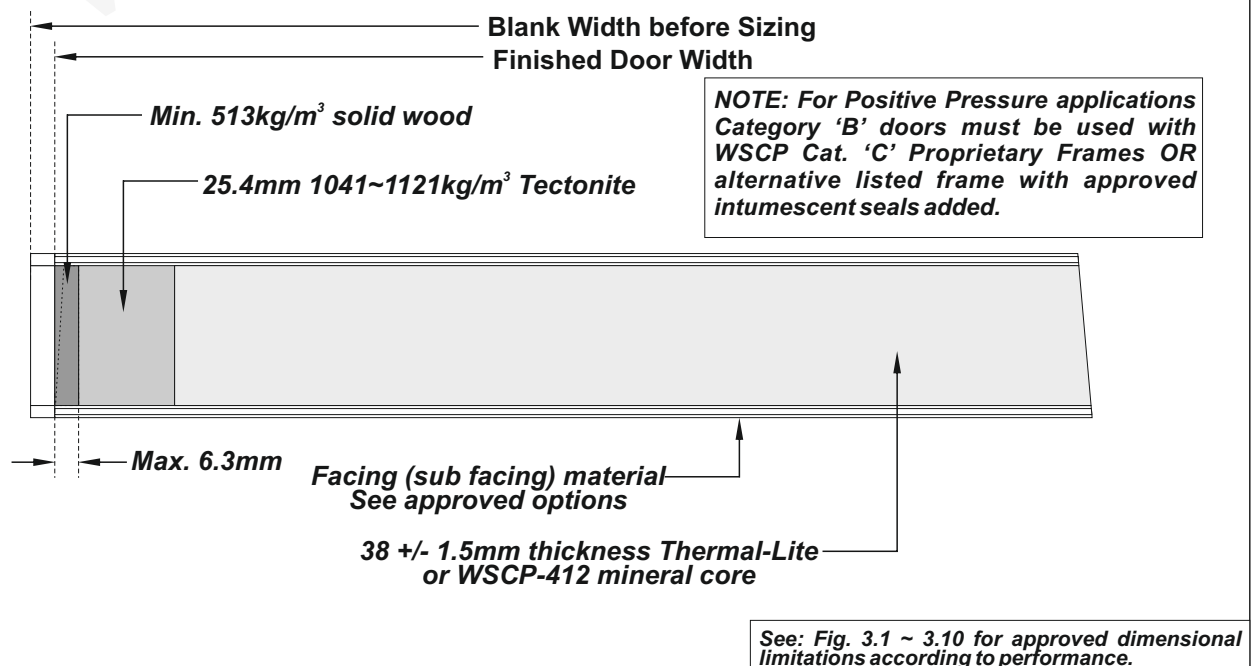 Blank Width before Sizing
Finished Door Width
Min. 513kg/m³ solid wood
25.4mm 1041~1121kg/m³ Tectonite
NOTE: For Positive Pressure applications
Category ‘B’ doors must be used with
WSCP Cat. ‘C’ Proprietary Frames OR
alternative listed frame with approved
intumescent seals added.
Max. 6.3mm
Facing (sub facing) material
See approved options
38 +/- 1.5mm thickness Thermal-Lite
or WSCP-412 mineral core
See: Fig. 3.1 ~ 3.10 for approved dimensional
limitations according to performance.